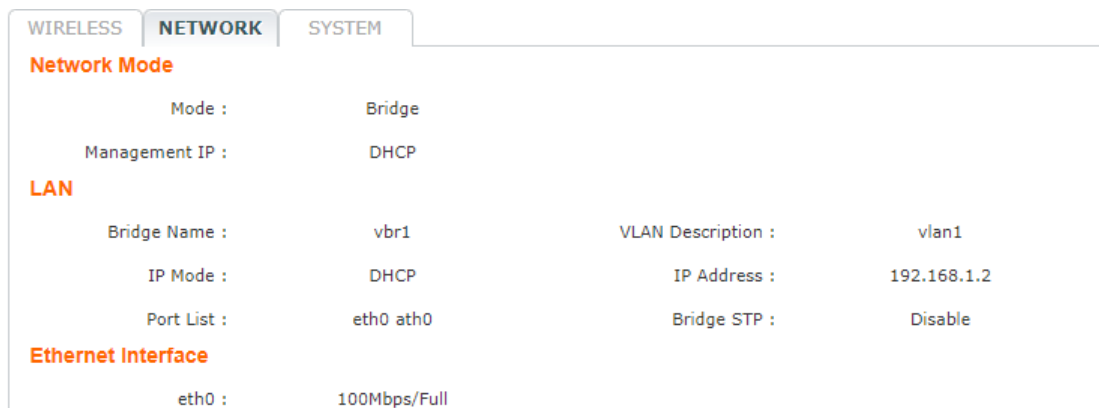 WIRELESS NETWORK SYSTEM
Network Mode
Mode : Bridge
Management IP : DHCP
LAN
Bridge Name : vbr1 VLAN Description : vlan1
IP Mode : DHCP IP Address : 192.168.1.2
Port List : eth0 ath0 Bridge STP : Disable
Ethernet Interface
eth0 : 100Mbps/Full